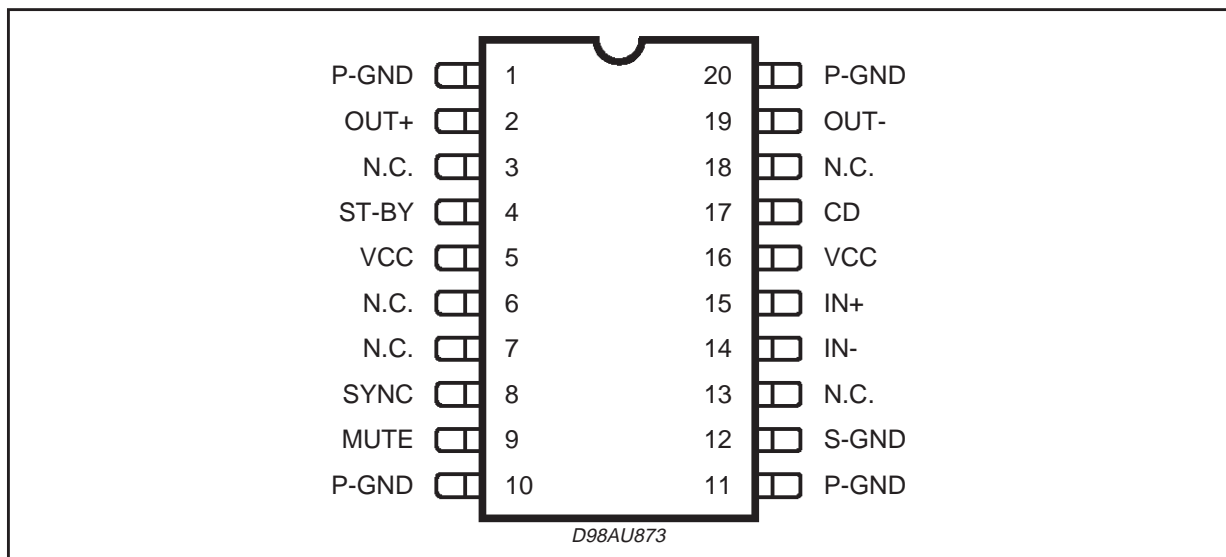 P-GND 1 20 P-GND
OUT+ 2 19 OUT-
N.C. 3 18 N.C.
ST-BY 4 17 CD
VCC 5 16 VCC
N.C. 6 15 IN+
N.C. 7 14 IN-
SYNC 8 13 N.C.
MUTE 9 12 S-GND
P-GND 10 11 P-GND
D98AU873